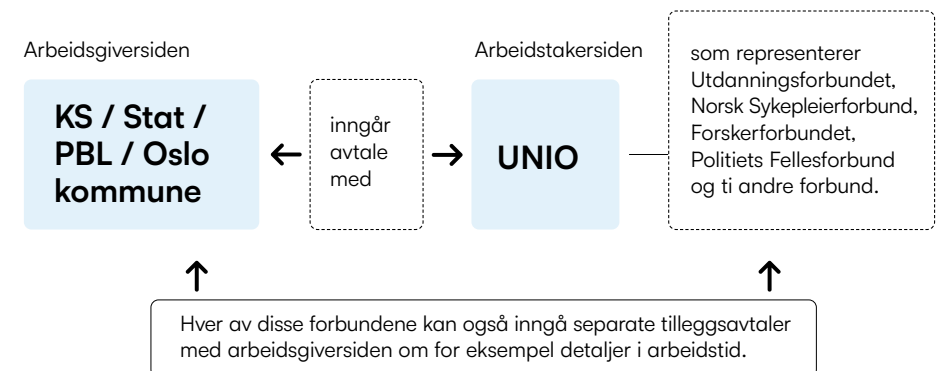 Arbeidsgiversiden
KS / Stat /
PBL / Oslo
kommune
inngår
avtale
med
Arbeidstakersiden
UNIO
som representerer
Utdanningsforbundet,
Norsk Sykepleierforbund,
Forskerforbundet,
Politiets Fellesforbund
og ti andre forbund.
Hver av disse forbundene kan også inngå separate tilleggsavtaler
med arbeidsgiversiden om for eksempel detaljer i arbeidstid.